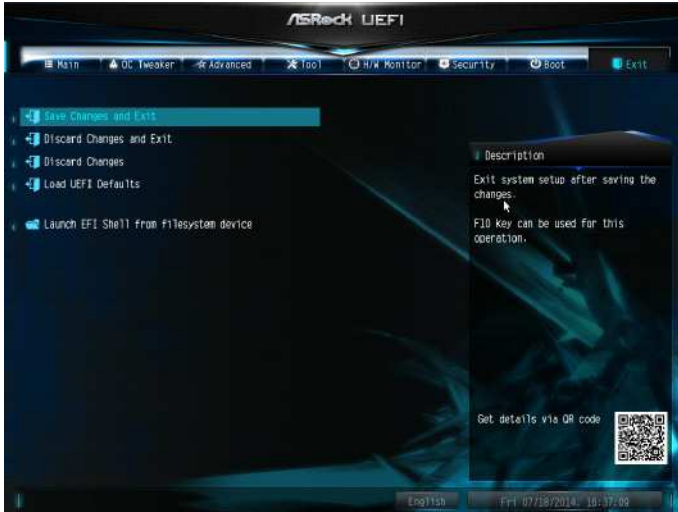 ASRock UEFI
Main OC Tweaker Advanced Tool H/W Monitor Security Boot Exit
Save Changes and Exit
Discard Changes and Exit
Discard Changes
Load UEFI Defaults
Launch EFI Shell from filesystem device
Description
Exit system setup after saving the
changes.
F10 key can be used for this
operation.
Get details via QR code
English Fri 07/18/2014, 10:37:09